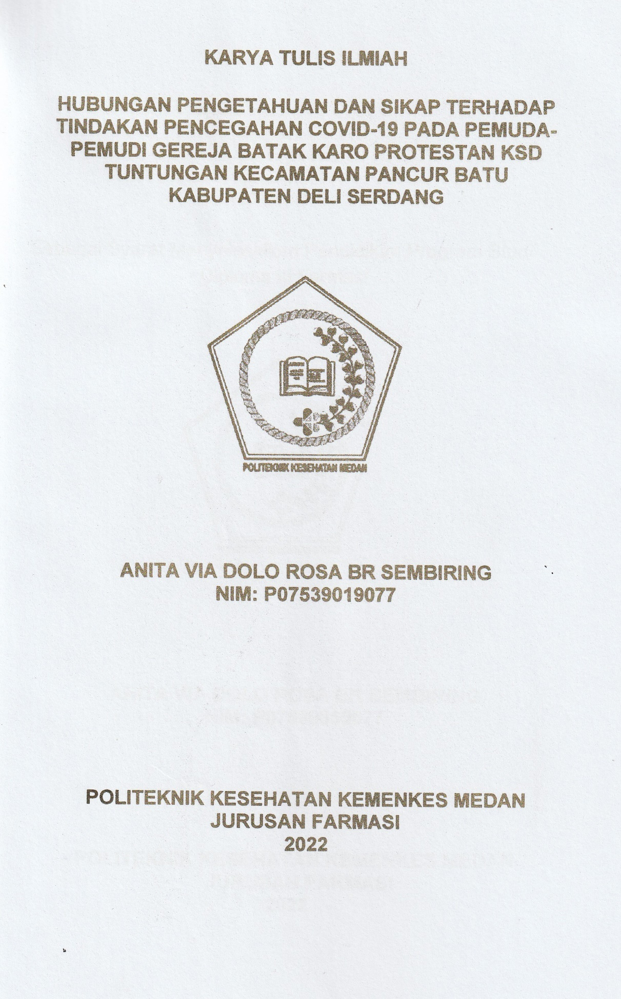 KARYA TULIS ILMIAH
HUBUNGAN PENGETAHUAN DAN SIKAP TERHADAP
TINDAKAN PENCEGAHAN COVID-19 PADA PEMUDA-
PEMUDI GEREJA BATAK KARO PROTESTAN KSD
TUNTUNGAN KECAMATAN PANCUR BATU
KABUPATEN DELI SERDANG
POLITEKNIK KESEHATAN MEDAN
ANITA VIA DOLO ROSA BR SEMBIRING
NIM: P07539019077
POLITEKNIK KESEHATAN KEMENKES MEDAN
JURUSAN FARMASI
2022